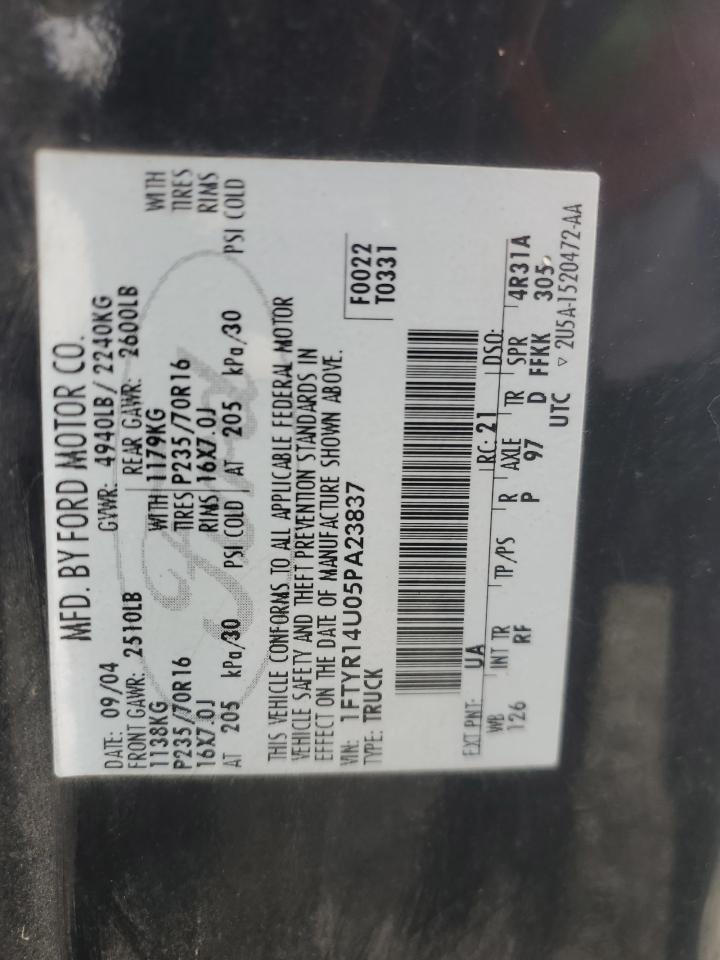 MFD. BY FORD MOTOR CO.
DATE: 09/04 GVWR: 4940LB/ 2240KG
FRONT GAWR: 2510LB REAR GAWR: 2600LB
1138KG WITH 1179KG WITH
P235/70R16 TIRES P235/70R16 TIRES
16X7.0J RIMS 16X7.0J RIMS
AT 205 kPa/30 PSI COLD AT 205 kPa/30 PSI COLD
THIS VEHICLE CONFORMS TO ALL APPLICABLE FEDERAL MOTOR
VEHICLE SAFETY AND THEFT PREVENTION STANDARDS IN
EFFECT ON THE DATE OF MANUFACTURE SHOWN ABOVE.
VIN: 1FTYR14U05PA23837 F0022
TYPE: TRUCK T0331
EXT PNT: UA RC: 21 DSO:
WB INT TR TP/PS R AXLE TR SPR 4R31A
126 RF P 97 D FFKK 305
UTC ▽ 2U5A-1520472-AA
Ford